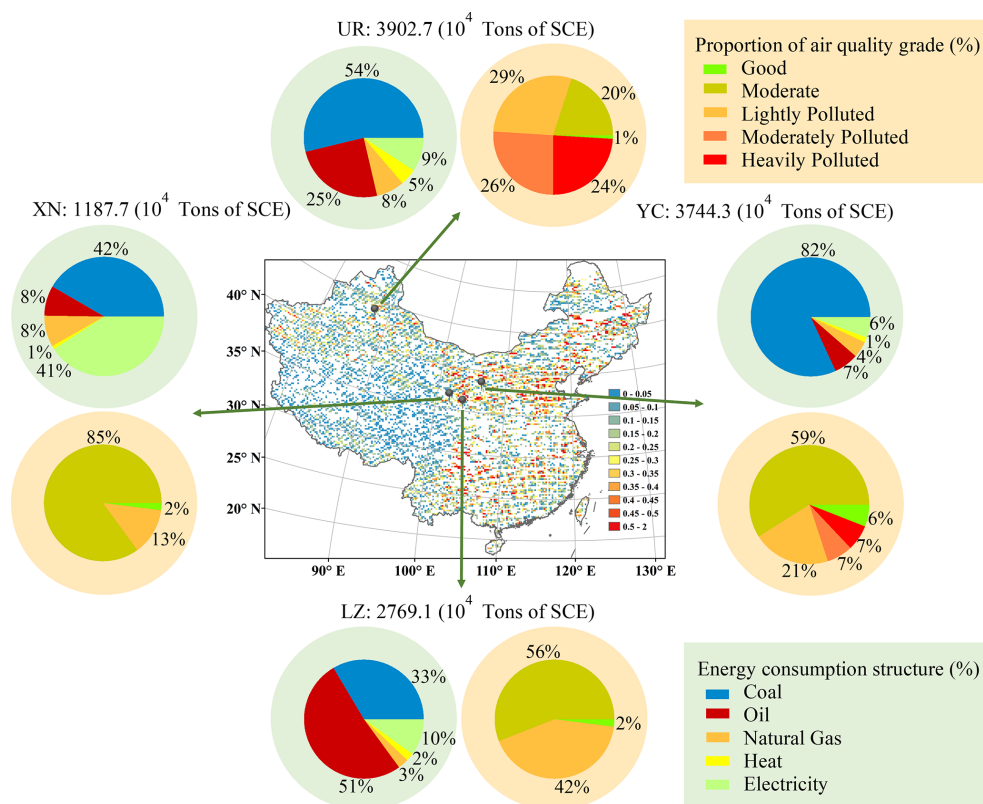 UR: 3902.7 (10⁴ Tons of SCE)
54%
25%
8%
5%
9%
29%
20%
1%
24%
26%
Proportion of air quality grade (%)
Good
Moderate
Lightly Polluted
Moderately Polluted
Heavily Polluted
XN: 1187.7 (10⁴ Tons of SCE)
42%
8%
8%
1%
41%
85%
2%
13%
YC: 3744.3 (10⁴ Tons of SCE)
82%
6%
1%
4%
7%
59%
6%
7%
7%
21%
40° N
35° N
30° N
25° N
20° N
90° E
100° E
110° E
120° E
130° E
0 - 0.05
0.05 - 0.1
0.1 - 0.15
0.15 - 0.2
0.2 - 0.25
0.25 - 0.3
0.3 - 0.35
0.35 - 0.4
0.4 - 0.45
0.45 - 0.5
0.5 - 2
LZ: 2769.1 (10⁴ Tons of SCE)
33%
10%
2%
3%
51%
56%
2%
42%
Energy consumption structure (%)
Coal
Oil
Natural Gas
Heat
Electricity